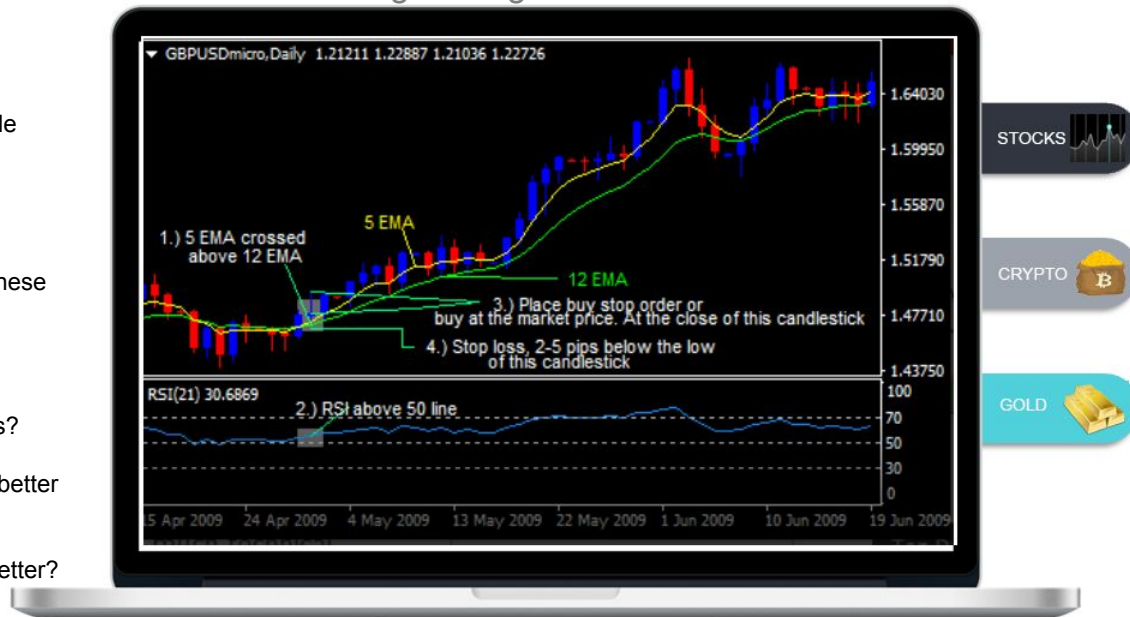 le
hese
s?
better
etter?
GBPUSDmicro,Daily 1.21211 1.22887 1.21036 1.22726
1.64030
1.59950
1.55870
1.51790
1.47710
1.43750
5 EMA
1.) 5 EMA crossed
above 12 EMA
12 EMA
3.) Place buy stop order or
buy at the market price. At the close of this candlestick
4.) Stop loss, 2-5 pips below the low
of this candlestick
RSI(21) 30.6869
2.) RSI above 50 line
100
70
50
30
0
15 Apr 2009 24 Apr 2009 4 May 2009 13 May 2009 22 May 2009 1 Jun 2009 10 Jun 2009 19 Jun 2009
STOCKS
CRYPTO
B
GOLD